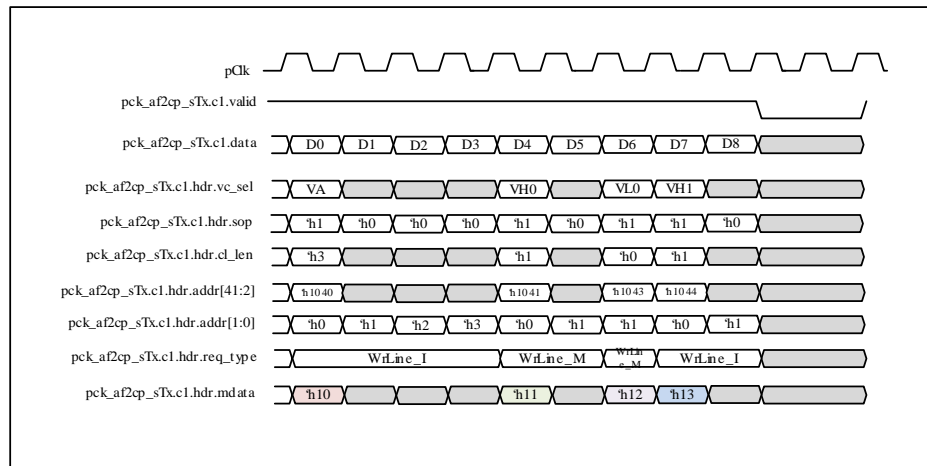 pClk
pck_af2cp_sTx.c1.valid
pck_af2cp_sTx.c1.data D0 D1 D2 D3 D4 D5 D6 D7 D8
pck_af2cp_sTx.c1.hdr.vc_sel VA VH0 VL0 VH1
pck_af2cp_sTx.c1.hdr.sop ‘h1 ‘h0 ‘h0 ‘h0 ‘h1 ‘h0 ‘h1 ‘h1 ‘h0
pck_af2cp_sTx.c1.hdr.cl_len ‘h3 ‘h1 ‘h0 ‘h1
pck_af2cp_sTx.c1.hdr.addr[41:2] ‘h1040 ‘h1041 ‘h1043 ‘h1044
pck_af2cp_sTx.c1.hdr.addr[1:0] ‘h0 ‘h1 ‘h2 ‘h3 ‘h0 ‘h1 ‘h1 ‘h0 ‘h1
pck_af2cp_sTx.c1.hdr.req_type WrLine_I WrLine_M WrLin e_M WrLine_I
pck_af2cp_sTx.c1.hdr.mdata ‘h10 ‘h11 ‘h12 ‘h13